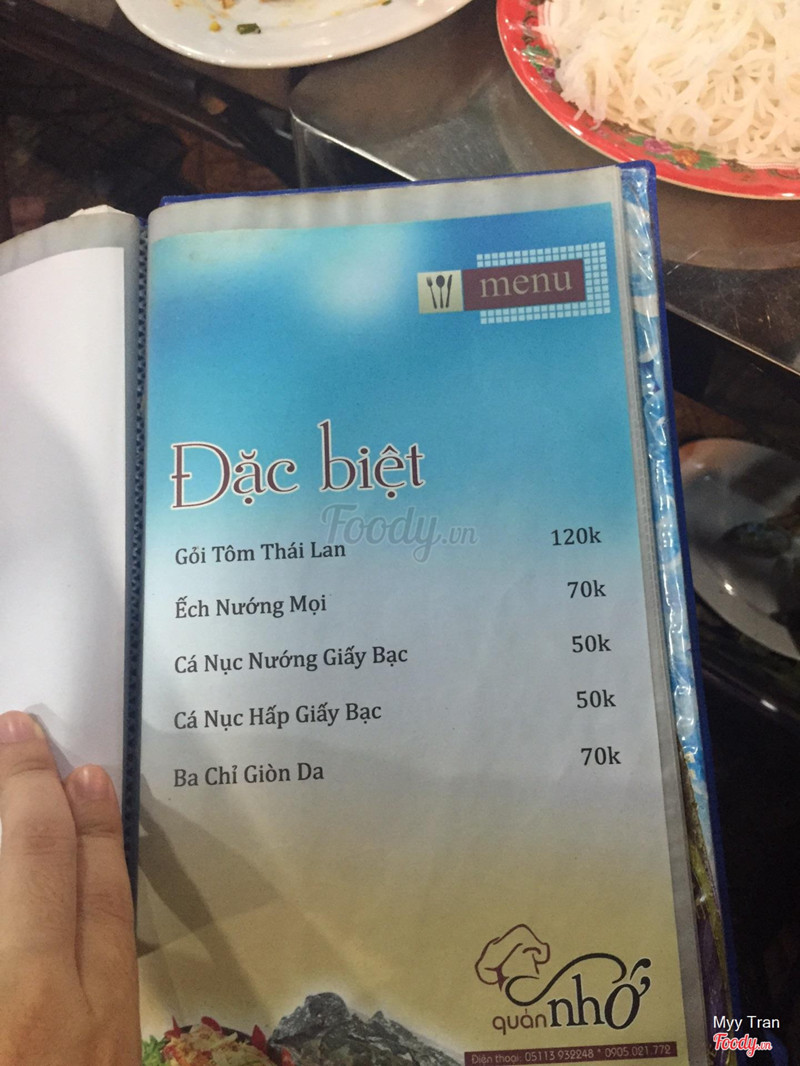 menu
Đặc biệt
Foody.vn
Gỏi Tôm Thái Lan 120k
Ếch Nướng Mọi 70k
Cá Nục Nướng Giấy Bạc 50k
Cá Nục Hấp Giấy Bạc 50k
Ba Chỉ Giòn Da 70k
quán nhớ
Điện thoại: 05113 932248 * 0905.021.772
Myy Tran
Foody.vn